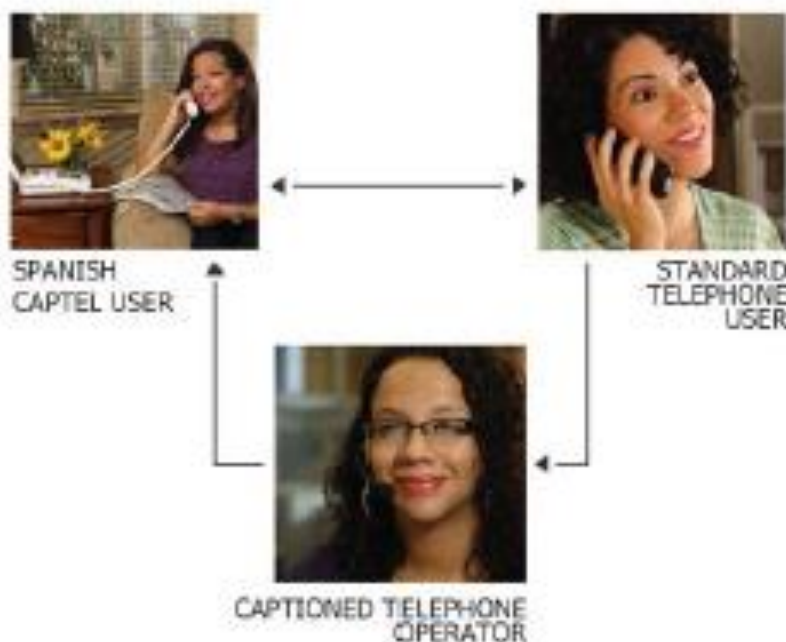 SPANISH
CAPTEL USER
STANDARD
TELEPHONE
USER
CAPTIONED TELEPHONE
OPERATOR